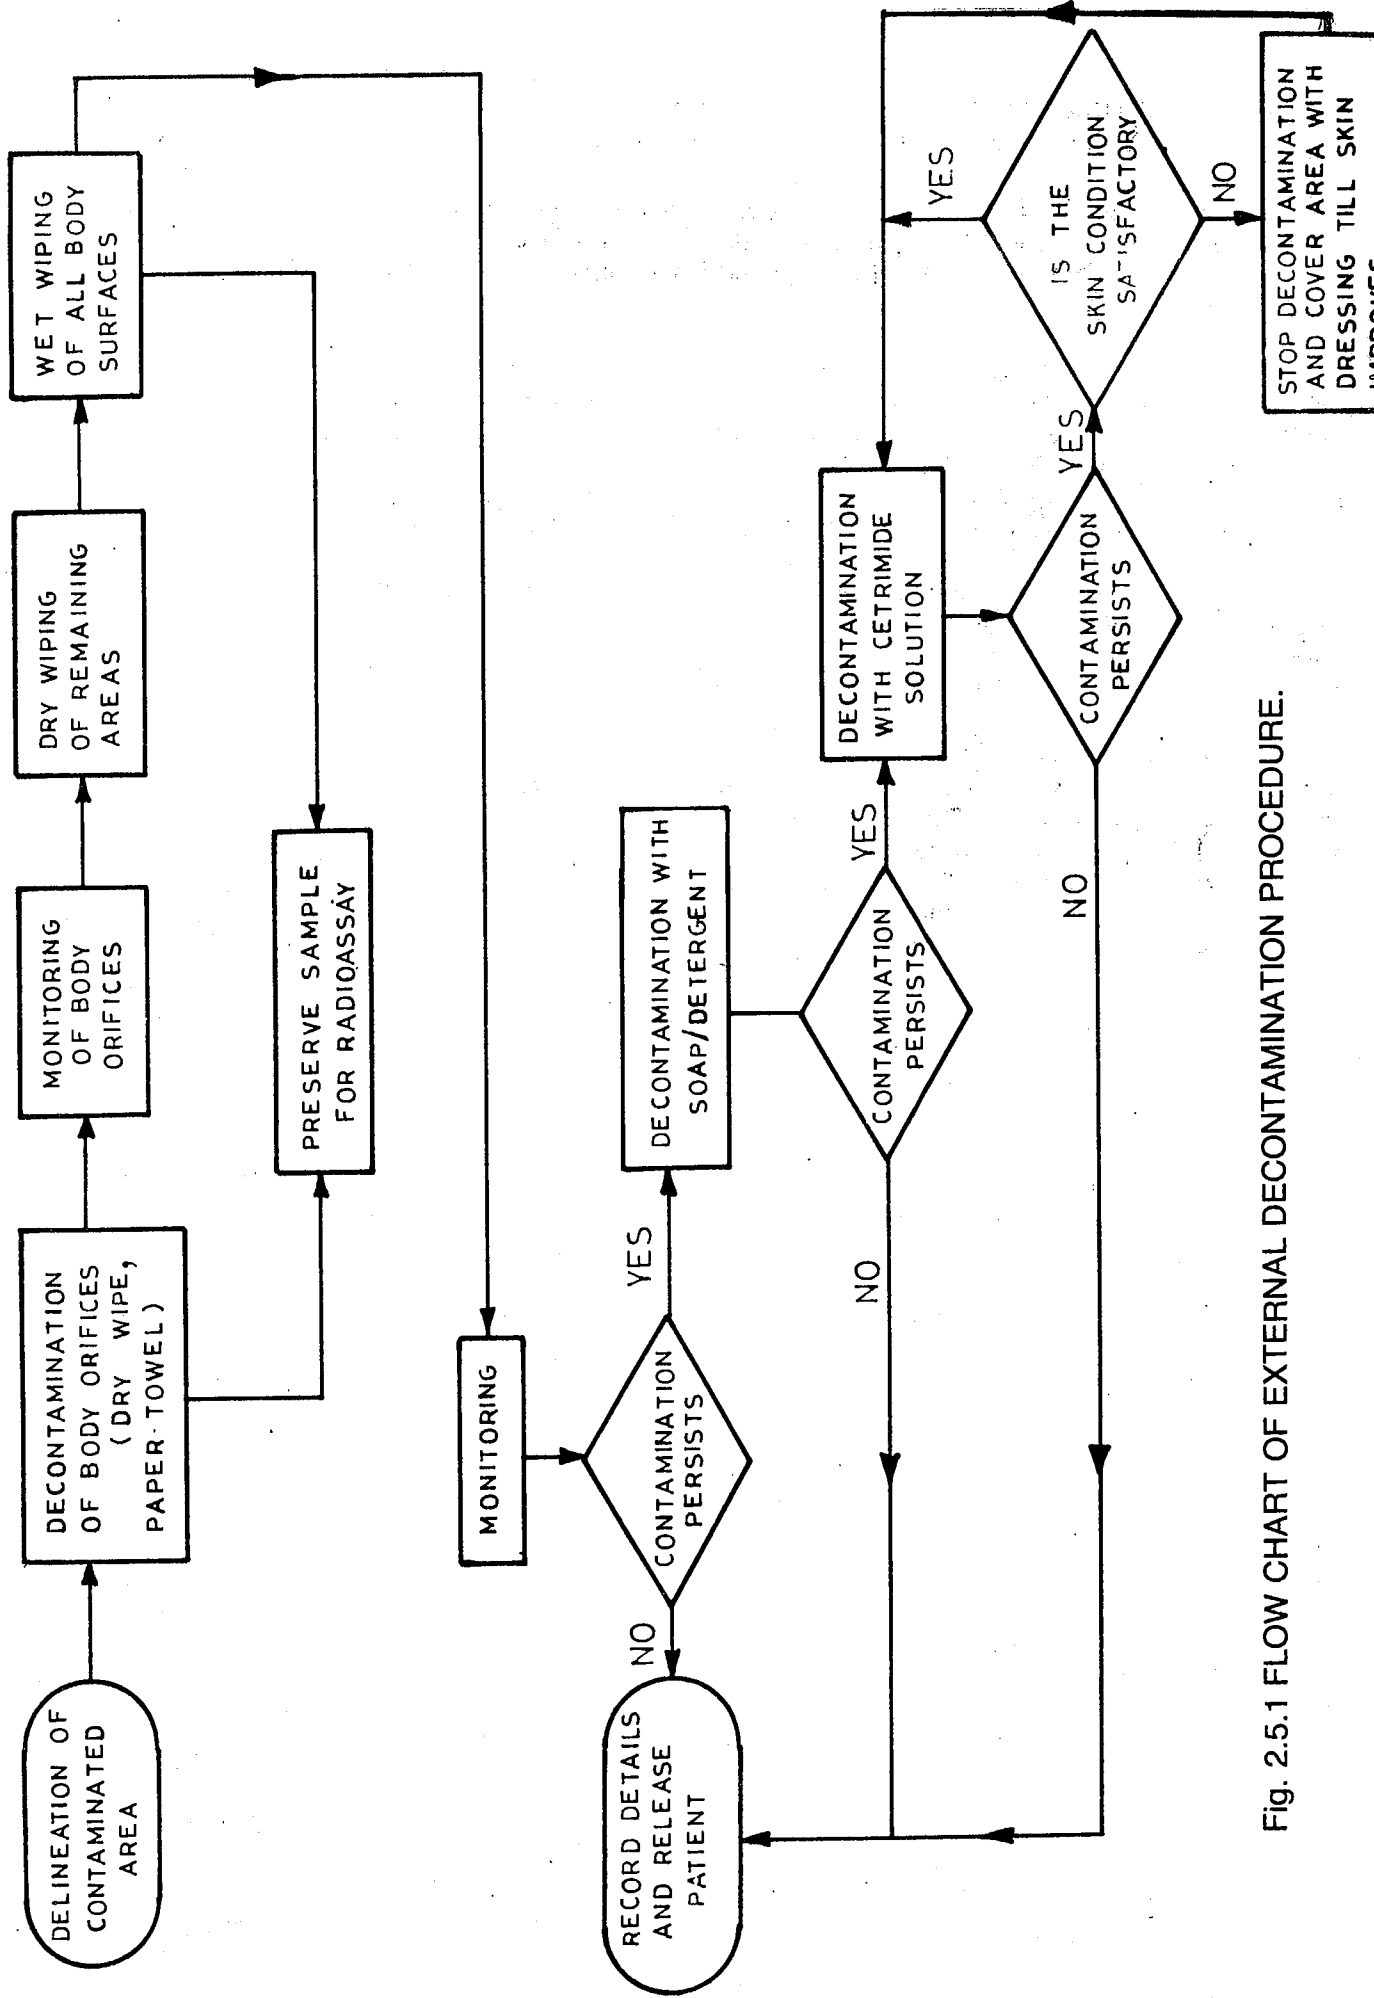 DELINEATION OF
CONTAMINATED
AREA
DECONTAMINATION
OF BODY ORIFICES
(DRY WIPE,
PAPER-TOWEL)
MONITORING
OF BODY
ORIFICES
DRY WIPING
OF REMAINING
AREAS
WET WIPING
OF ALL BODY
SURFACES
PRESERVE SAMPLE
FOR RADIOASSAY
MONITORING
CONTAMINATION
PERSISTS
NO
YES
RECORD DETAILS
AND RELEASE
PATIENT
DECONTAMINATION WITH
SOAP/DETERGENT
CONTAMINATION
PERSISTS
NO
YES
DECONTAMINATION
WITH CETRIMIDE
SOLUTION
CONTAMINATION
PERSISTS
NO
YES
IS THE
SKIN CONDITION
SATISFACTORY
YES
NO
STOP DECONTAMINATION
AND COVER AREA WITH
DRESSING TILL SKIN
Fig. 2.5.1 FLOW CHART OF EXTERNAL DECONTAMINATION PROCEDURE.